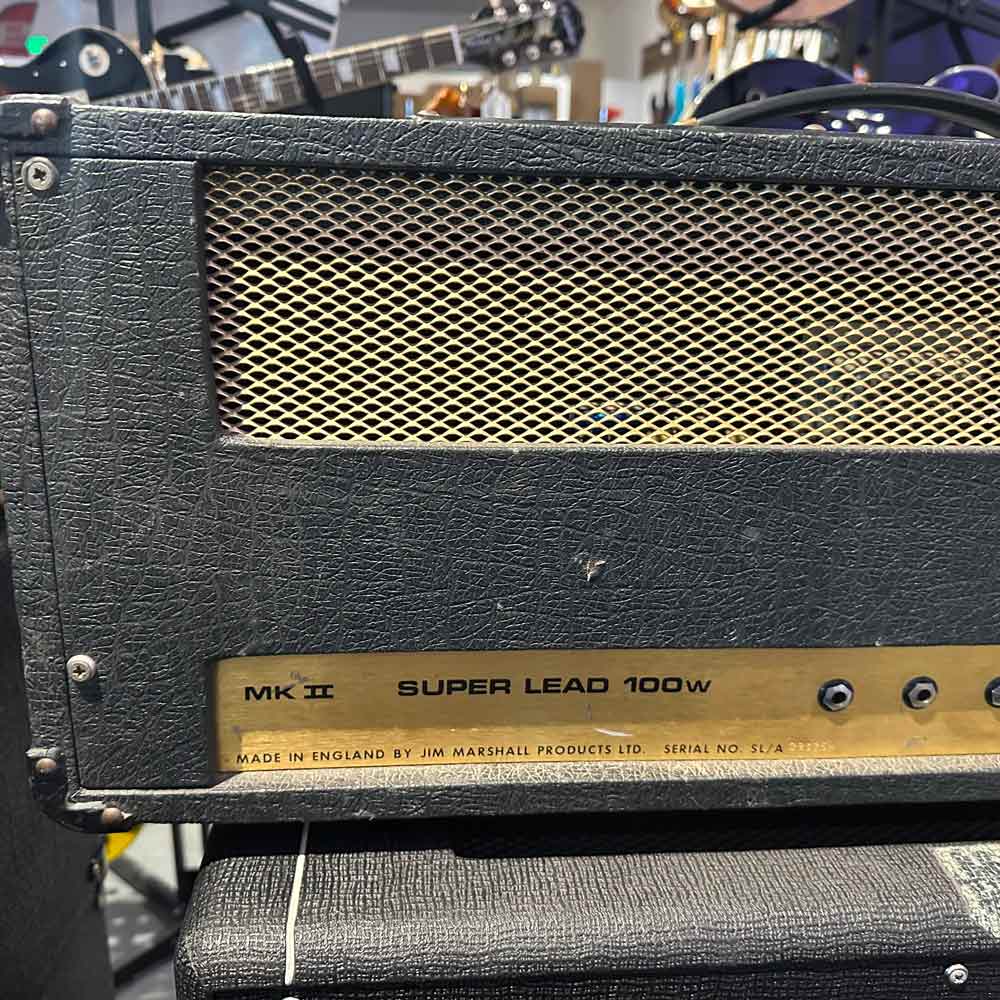 MK II SUPER LEAD 100W
MADE IN ENGLAND BY JIM MARSHALL PRODUCTS LTD. SERIAL NO. SL/A